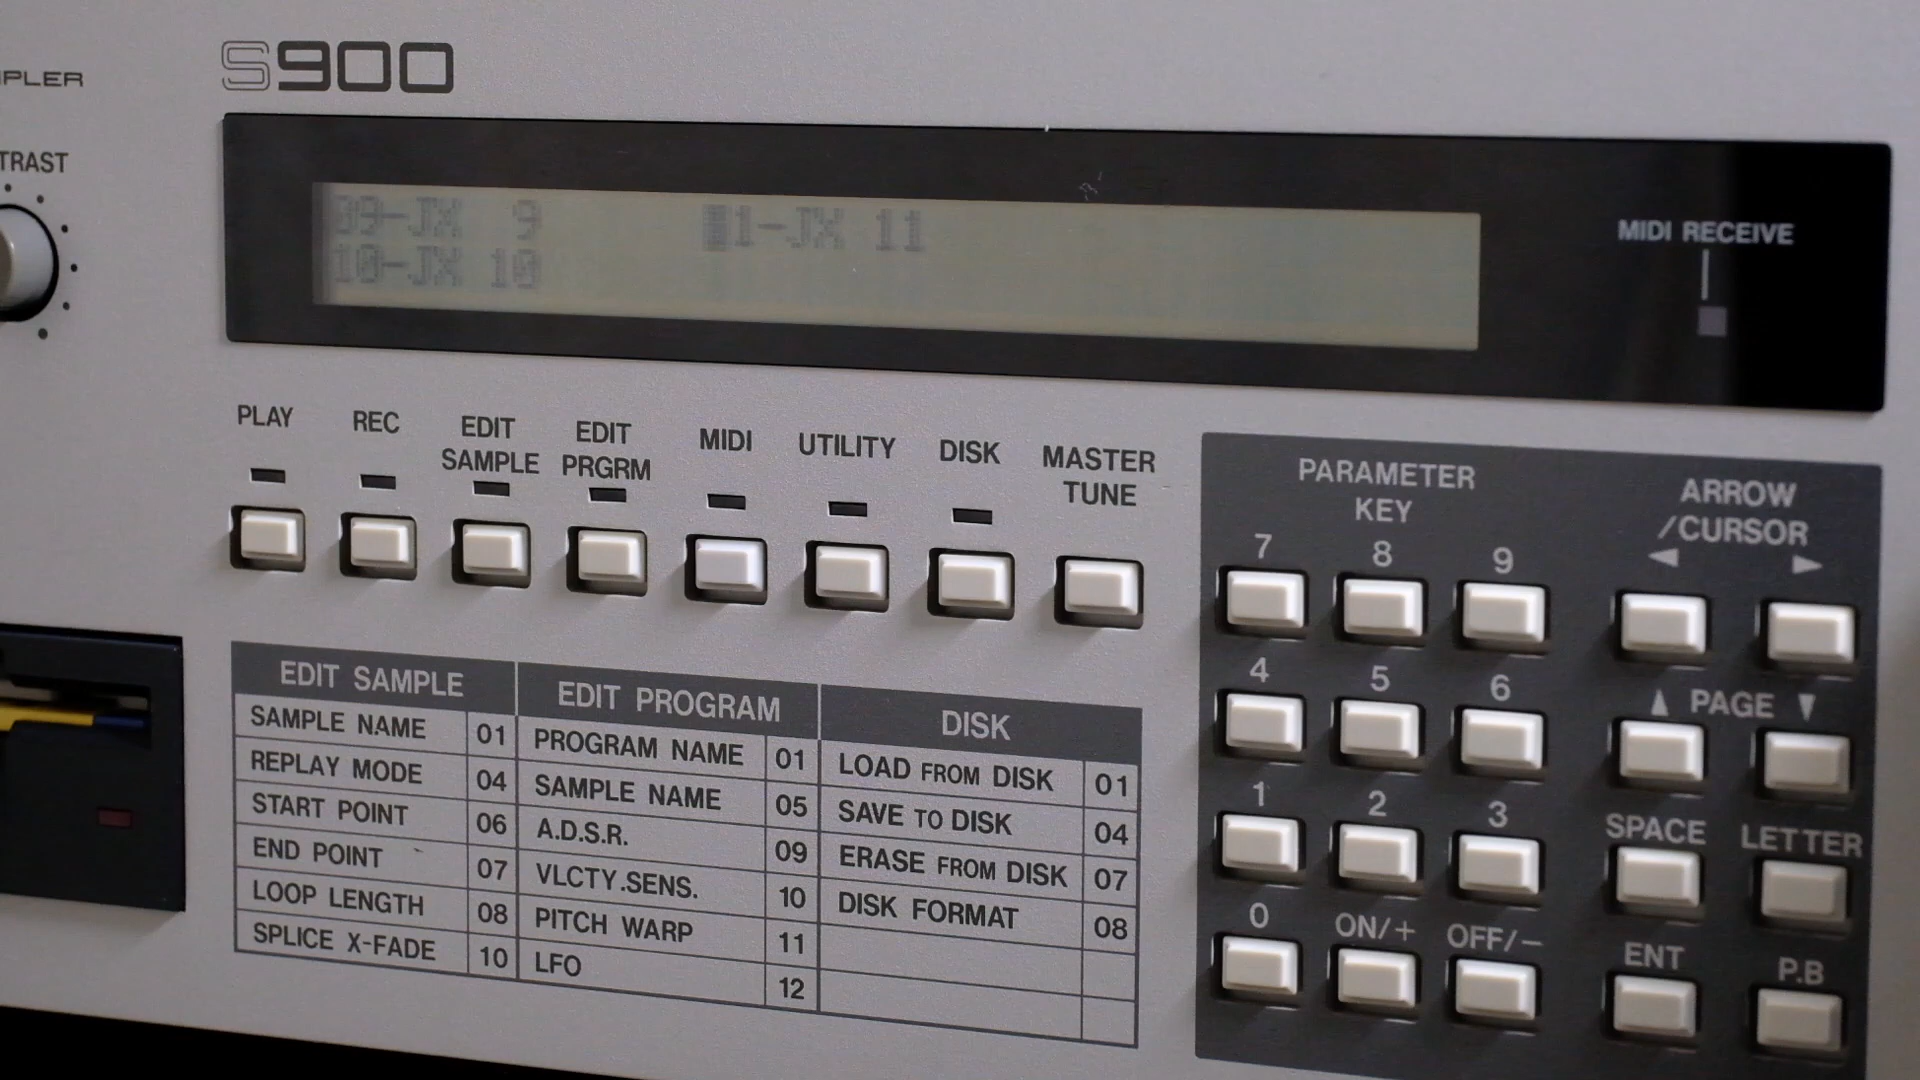 S900
PLER
TRAST
09-JX 9
1-JX 11
10-JX 10
MIDI RECEIVE
PLAY
REC
EDIT
SAMPLE
EDIT
PRGRM
MIDI
UTILITY
DISK
MASTER
TUNE
PARAMETER
KEY
ARROW
/CURSOR
◀ ▶
7 8 9
4 5 6
▲ PAGE ▼
1 2 3
SPACE LETTER
0 ON/+ OFF/−
ENT P.B
EDIT SAMPLE
SAMPLE NAME 01
REPLAY MODE 04
START POINT 06
END POINT 07
LOOP LENGTH 08
SPLICE X-FADE 10
EDIT PROGRAM
PROGRAM NAME 01
SAMPLE NAME 05
A.D.S.R. 09
VLCTY.SENS. 10
PITCH WARP 11
LFO 12
DISK
LOAD FROM DISK 01
SAVE TO DISK 04
ERASE FROM DISK 07
DISK FORMAT 08